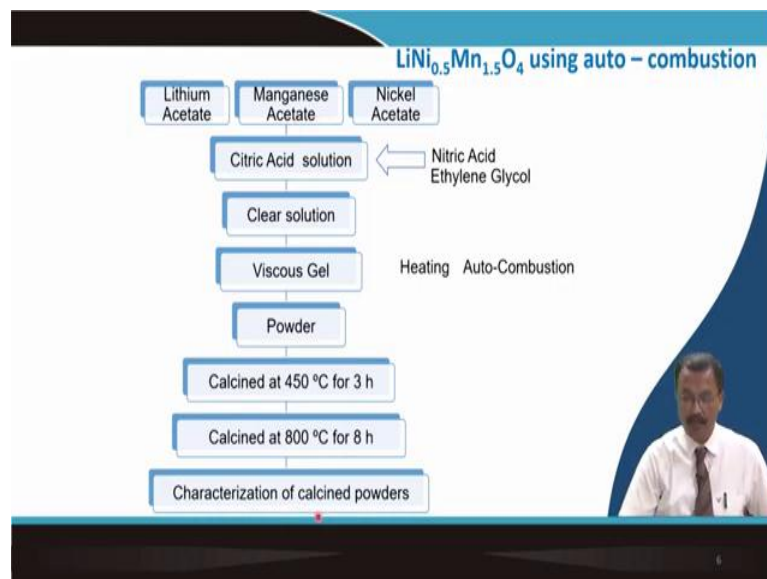 LiNi0.5Mn1.5O4 using auto – combustion
Lithium
Acetate
Manganese
Acetate
Nickel
Acetate
Citric Acid solution
Nitric Acid
Ethylene Glycol
Clear solution
Viscous Gel
Heating Auto-Combustion
Powder
Calcined at 450 ºC for 3 h
Calcined at 800 ºC for 8 h
Characterization of calcined powders
6